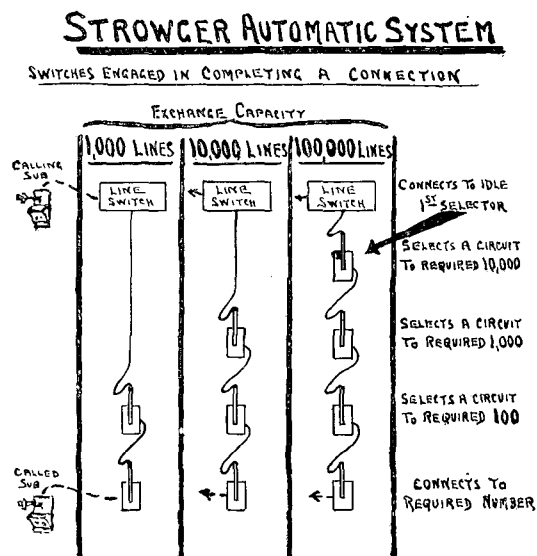 STROWGER AUTOMATIC SYSTEM
SWITCHES ENGAGED IN COMPLETING A CONNECTION
EXCHANGE CAPACITY
1,000 LINES
10,000 LINES
100,000 LINES
CALLING
SUB
LINE
SWITCH
LINE
SWITCH
LINE
SWITCH
CONNECTS TO IDLE
1ST SELECTOR
SELECTS A CIRCUIT
TO REQUIRED 10,000
SELECTS A CIRCUIT
TO REQUIRED 1,000
SELECTS A CIRCUIT
TO REQUIRED 100
CALLED
SUB
CONNECTS TO
REQUIRED NUMBER